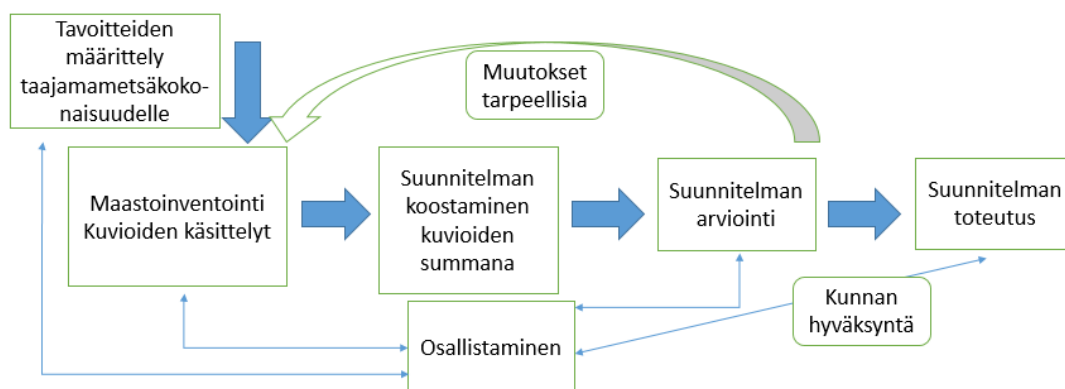 Tavoitteiden
määrittely
taajamametsäkoko-
naisuudelle
Muutokset
tarpeellisia
Maastoinventointi
Kuvioiden käsittelyt
Suunnitelman
koostaminen
kuvioiden
summana
Suunnitelman
arviointi
Suunnitelman
toteutus
Kunnan
hyväksyntä
Osallistaminen